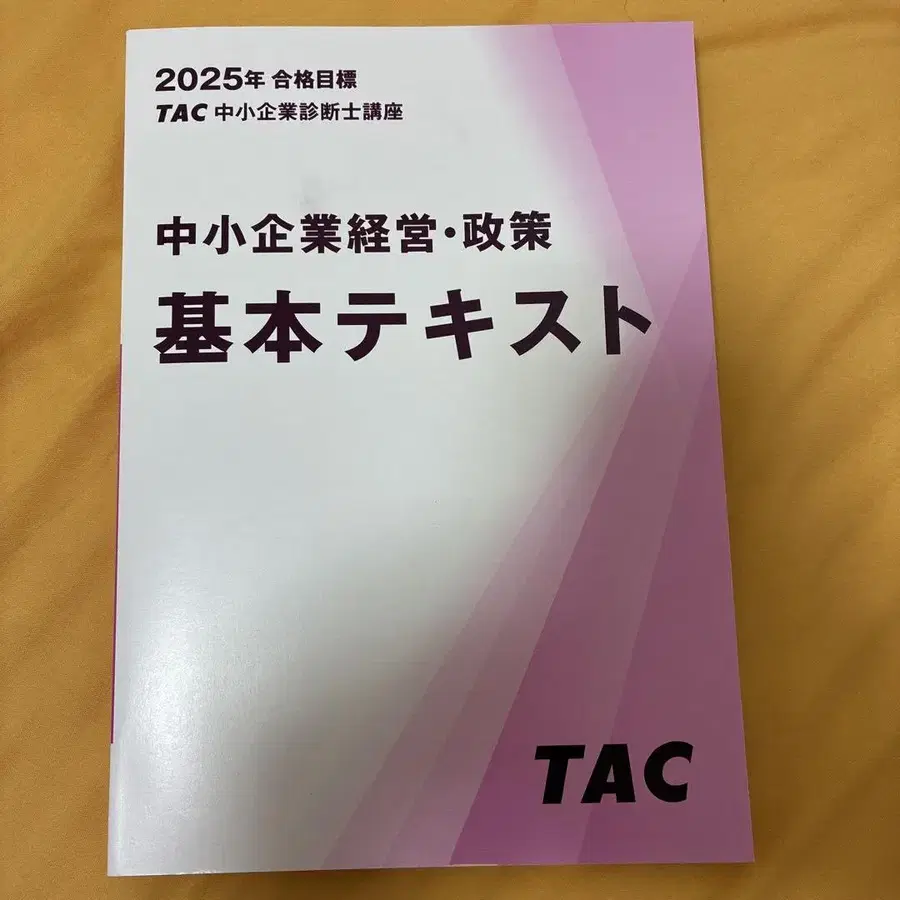 2025年 合格目標
TAC 中小企業診断士講座
中小企業経営・政策
基本テキスト
TAC